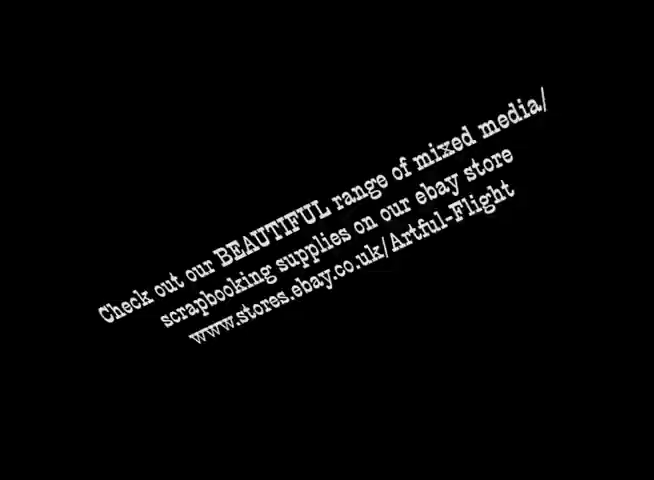 Check out our BEAUTIFUL range of mixed media/
scrapbooking supplies on our ebay store
www.stores.ebay.co.uk/Artful-Flight